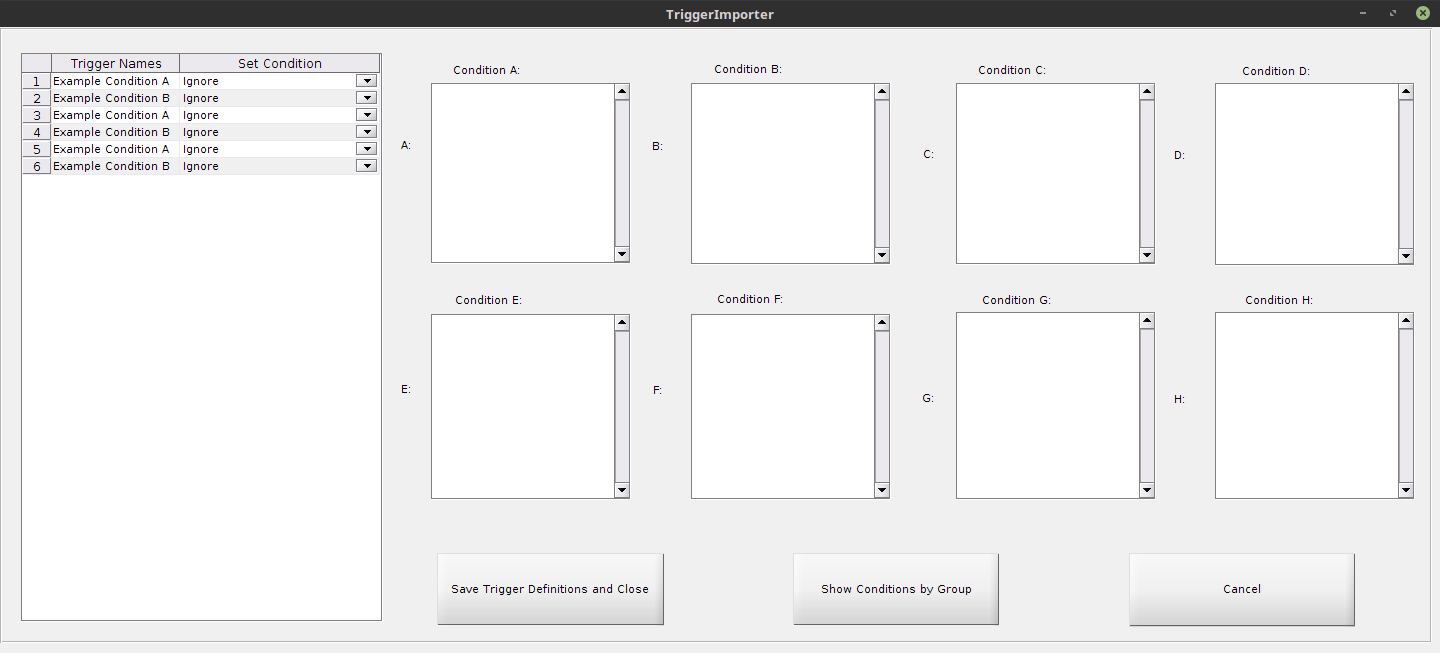 TriggerImporter
Trigger Names Set Condition
1 Example Condition A Ignore
2 Example Condition B Ignore
3 Example Condition A Ignore
4 Example Condition B Ignore
5 Example Condition A Ignore
6 Example Condition B Ignore
Condition A: Condition B: Condition C: Condition D:
A: B: C: D:
Condition E: Condition F: Condition G: Condition H:
E: F: G: H:
Save Trigger Definitions and Close Show Conditions by Group Cancel